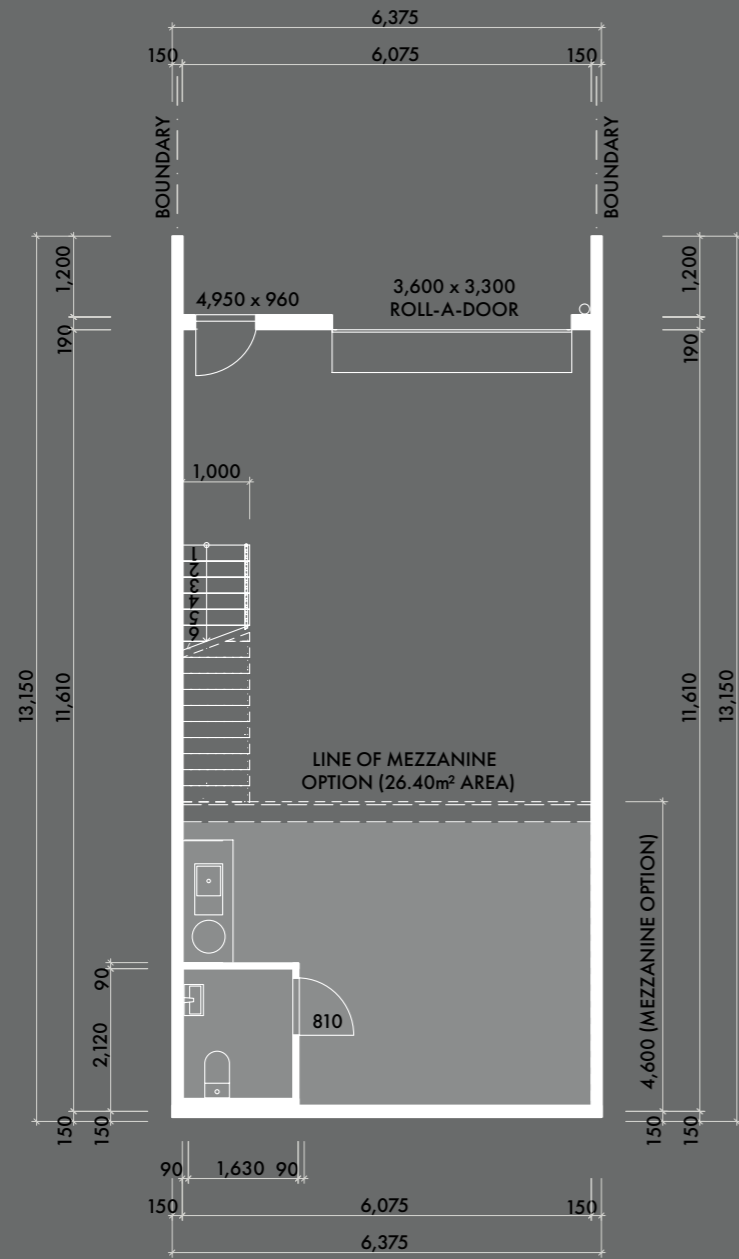 6,375
150 6,075 150
BOUNDARY
BOUNDARY
1,200
1,200
4,950 x 960
3,600 x 3,300
ROLL-A-DOOR
190
190
1,000
1
2
3
4
5
6
13,150
11,610
11,610
13,150
LINE OF MEZZANINE
OPTION (26.40m² AREA)
4,600 (MEZZANINE OPTION)
90
810
2,120
150
150
150
150
90 1,630 90
150 6,075 150
6,375